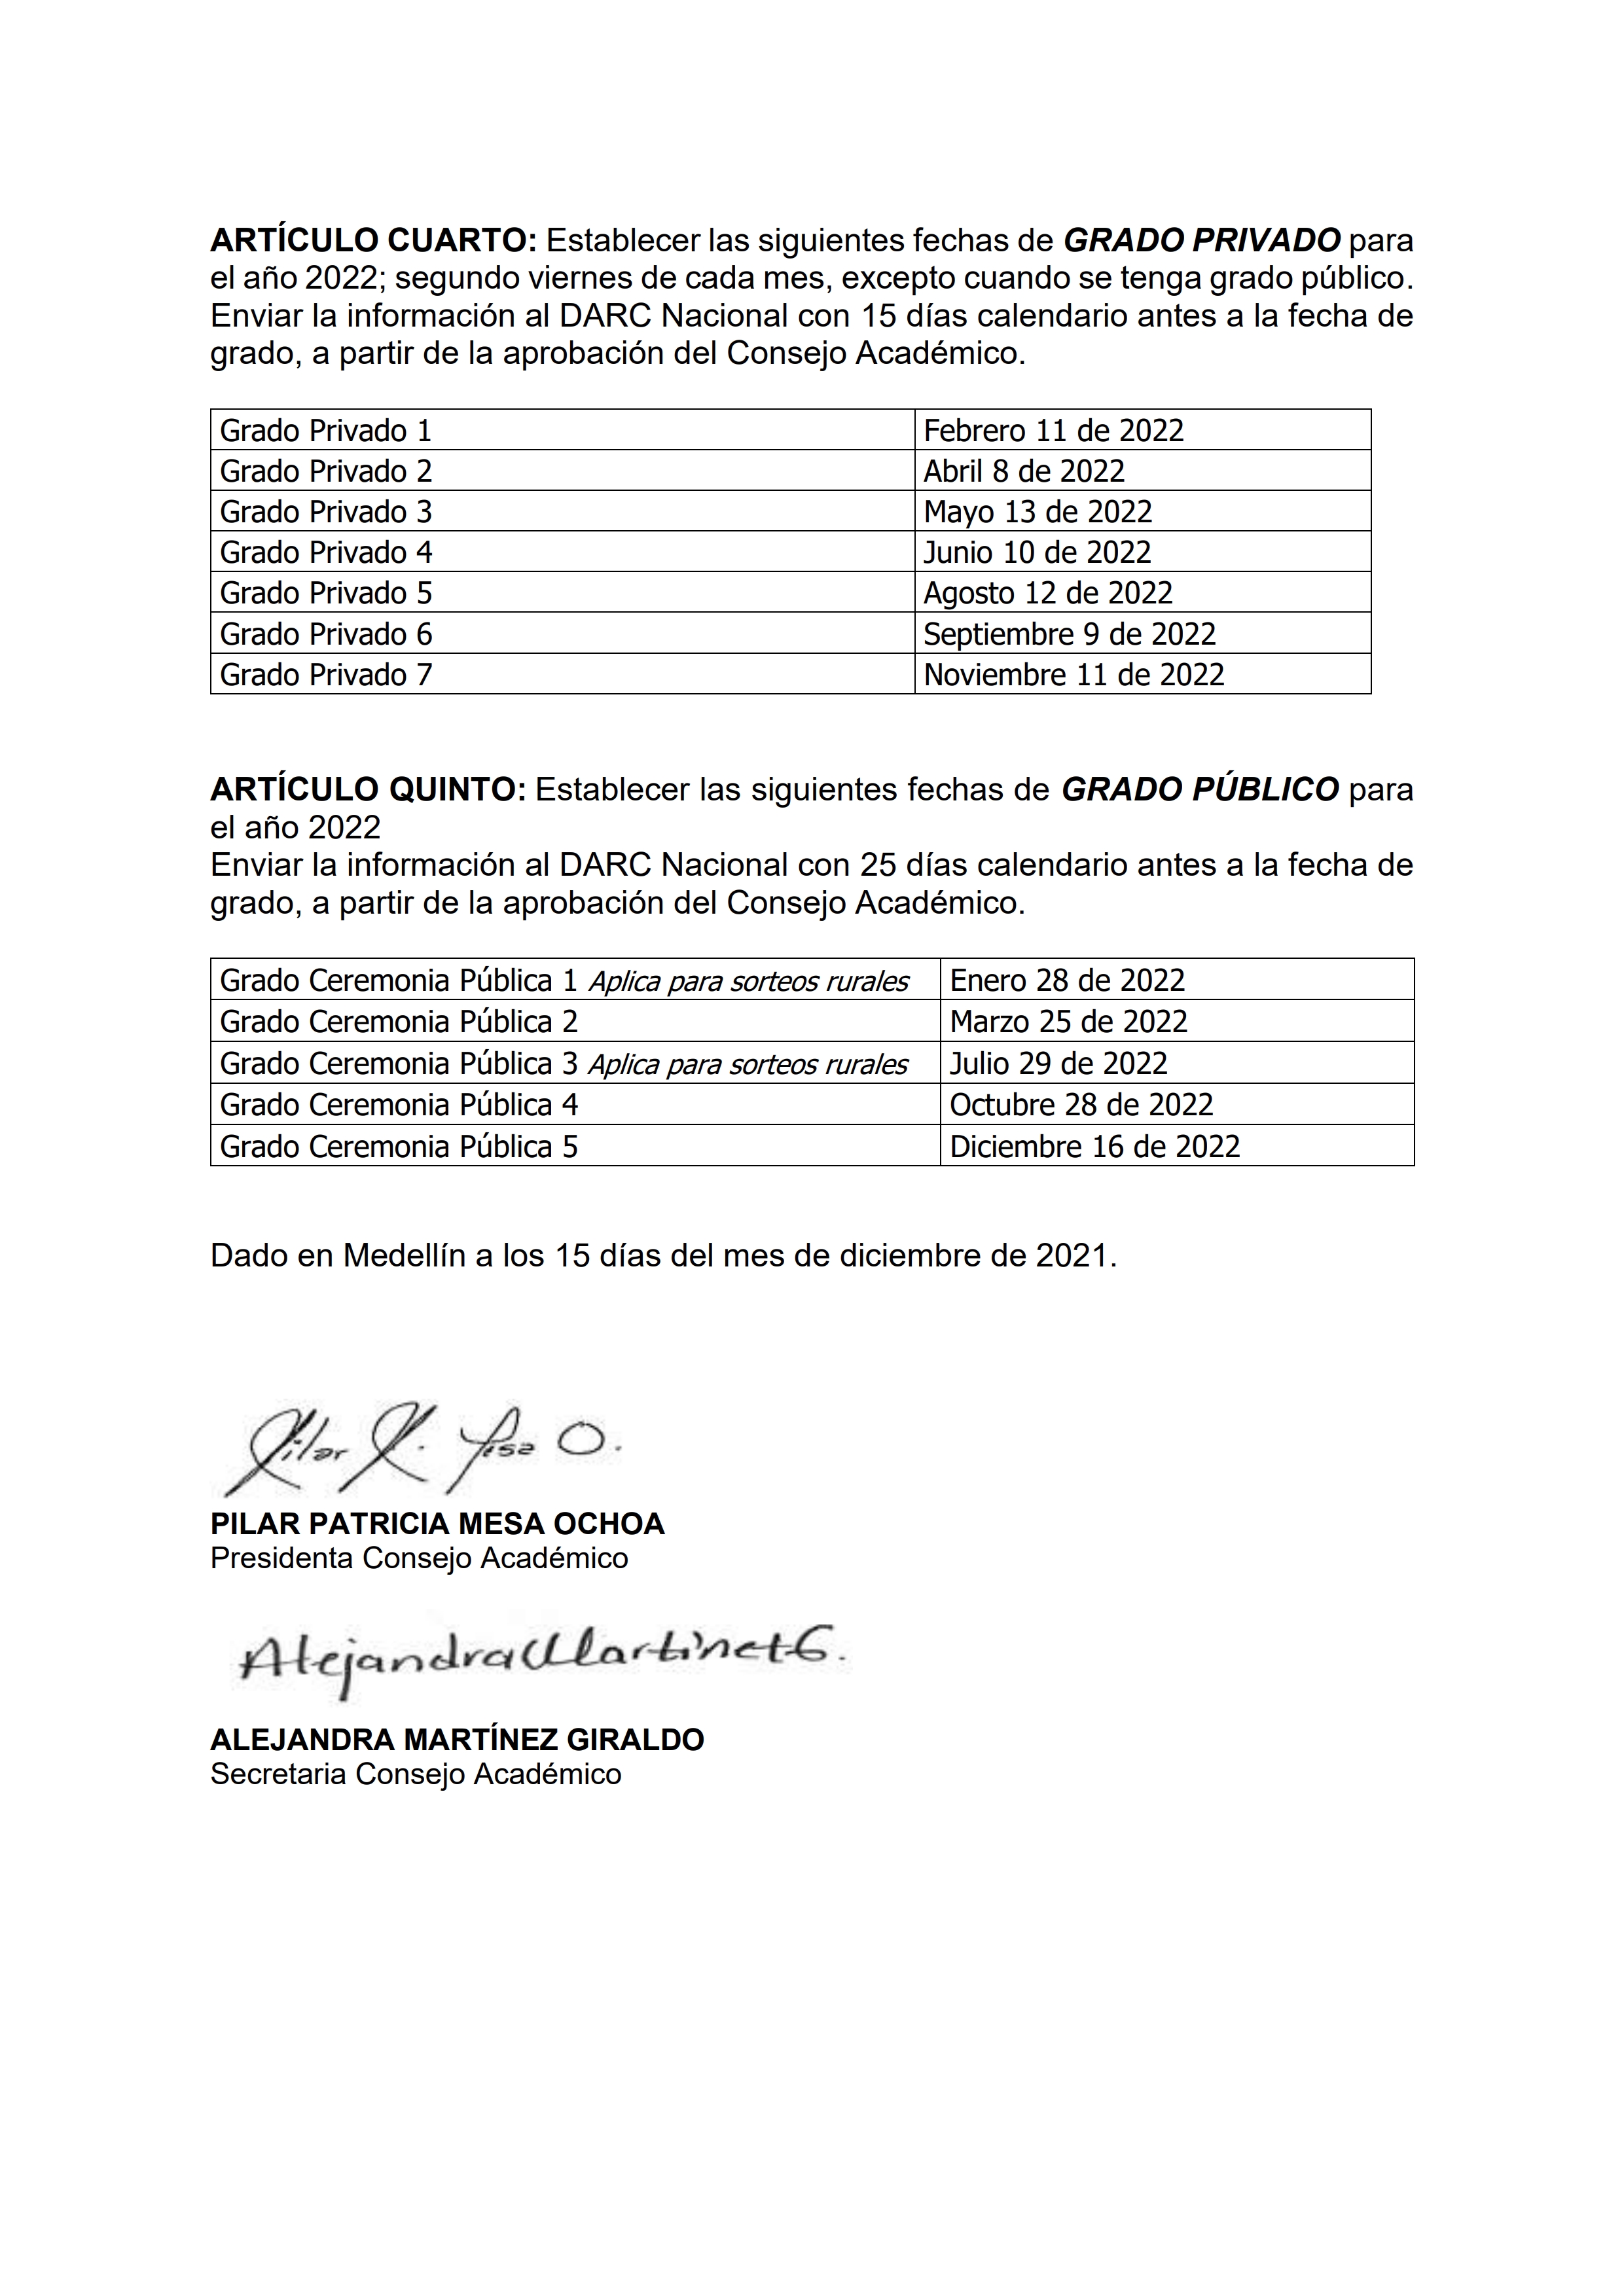 ARTÍCULO CUARTO: Establecer las siguientes fechas de GRADO PRIVADO para
el año 2022; segundo viernes de cada mes, excepto cuando se tenga grado público.
Enviar la información al DARC Nacional con 15 días calendario antes a la fecha de
grado, a partir de la aprobación del Consejo Académico.
Grado Privado 1 Febrero 11 de 2022
Grado Privado 2 Abril 8 de 2022
Grado Privado 3 Mayo 13 de 2022
Grado Privado 4 Junio 10 de 2022
Grado Privado 5 Agosto 12 de 2022
Grado Privado 6 Septiembre 9 de 2022
Grado Privado 7 Noviembre 11 de 2022
ARTÍCULO QUINTO: Establecer las siguientes fechas de GRADO PÚBLICO para
el año 2022
Enviar la información al DARC Nacional con 25 días calendario antes a la fecha de
grado, a partir de la aprobación del Consejo Académico.
Grado Ceremonia Pública 1 Aplica para sorteos rurales Enero 28 de 2022
Grado Ceremonia Pública 2 Marzo 25 de 2022
Grado Ceremonia Pública 3 Aplica para sorteos rurales Julio 29 de 2022
Grado Ceremonia Pública 4 Octubre 28 de 2022
Grado Ceremonia Pública 5 Diciembre 16 de 2022
Dado en Medellín a los 15 días del mes de diciembre de 2021.
Pilar P. Mesa O.
PILAR PATRICIA MESA OCHOA
Presidenta Consejo Académico
Alejandra Martínez G.
ALEJANDRA MARTÍNEZ GIRALDO
Secretaria Consejo Académico